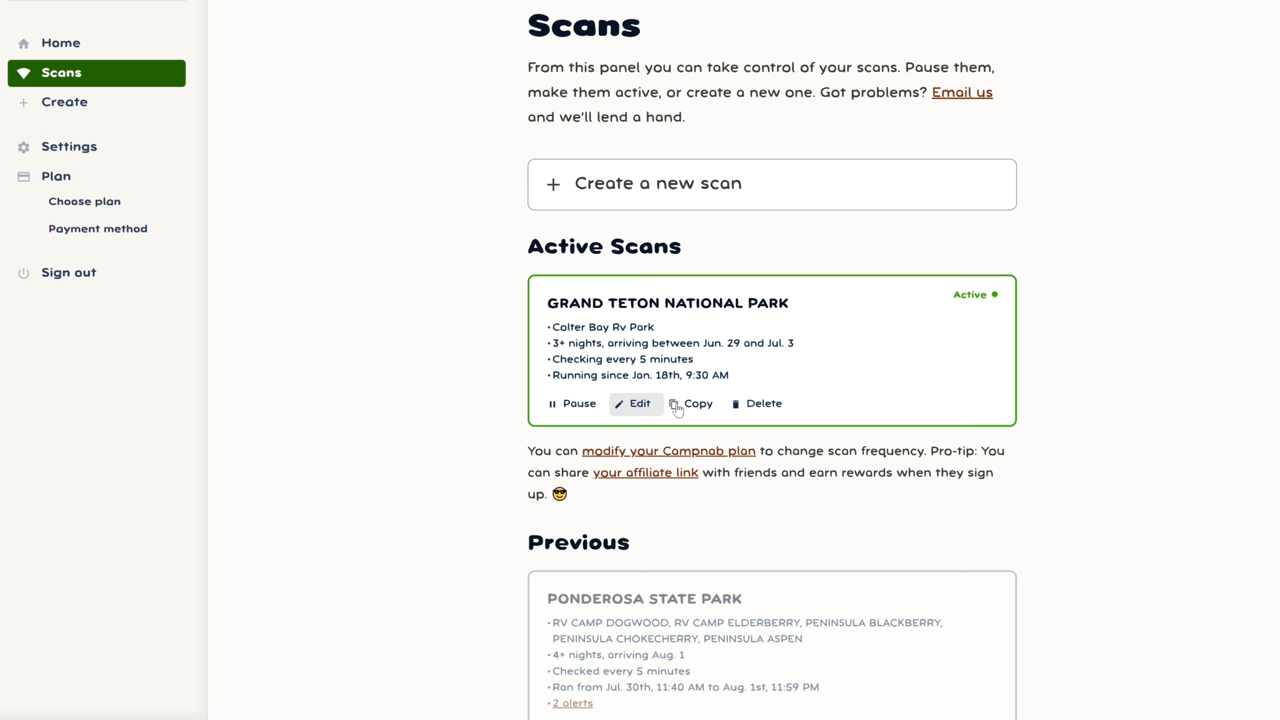 Home
Scans
Create
Settings
Plan
Choose plan
Payment method
Sign out
Scans
From this panel you can take control of your scans. Pause them,
make them active, or create a new one. Got problems? Email us
and we'll lend a hand.
+ Create a new scan
Active Scans
GRAND TETON NATIONAL PARK
Active
•Colter Bay Rv Park
•3+ nights, arriving between Jun. 29 and Jul. 3
•Checking every 5 minutes
•Running since Jan. 18th, 9:30 AM
Pause Edit Copy Delete
You can modify your Campnab plan to change scan frequency. Pro-tip: You
can share your affiliate link with friends and earn rewards when they sign
up. 😎
Previous
PONDEROSA STATE PARK
•RV CAMP DOGWOOD, RV CAMP ELDERBERRY, PENINSULA BLACKBERRY,
PENINSULA CHOKECHERRY, PENINSULA ASPEN
•4+ nights, arriving Aug. 1
•Checked every 5 minutes
•Ran from Jul. 30th, 11:40 AM to Aug. 1st, 11:59 PM
•2 alerts